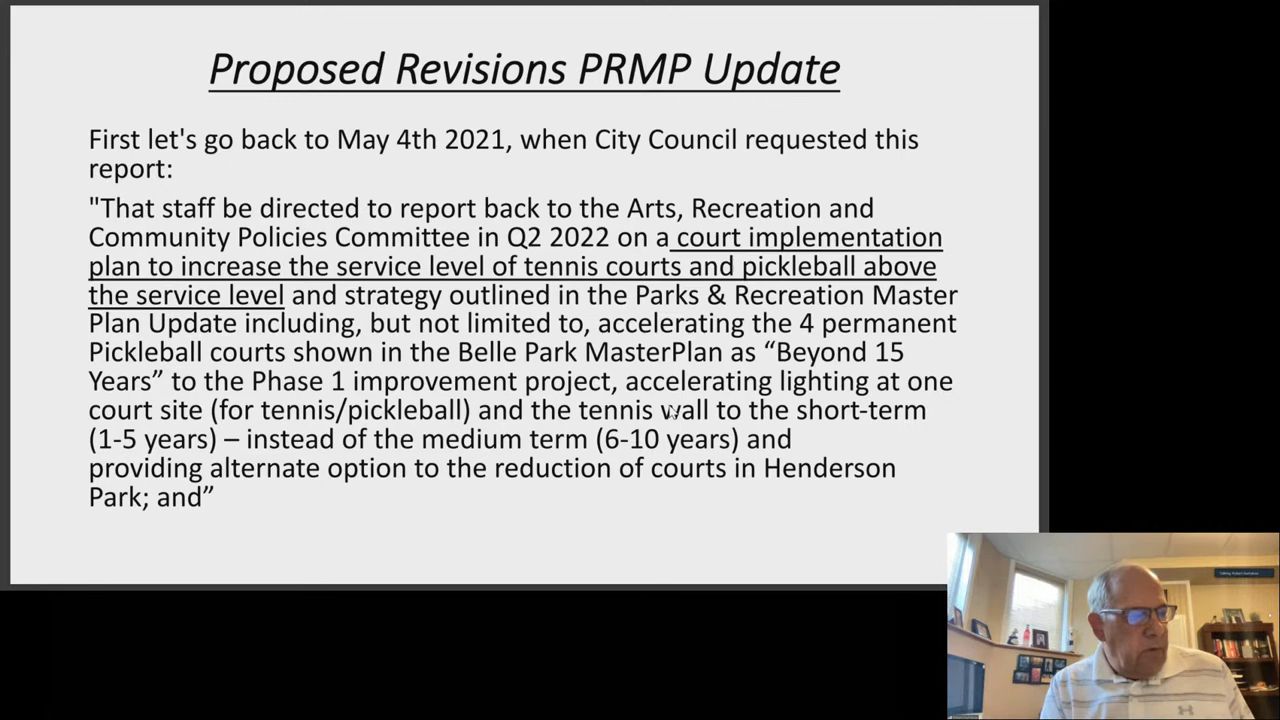 Proposed Revisions PRMP Update
First let's go back to May 4th 2021, when City Council requested this
report:
"That staff be directed to report back to the Arts, Recreation and
Community Policies Committee in Q2 2022 on a court implementation
plan to increase the service level of tennis courts and pickleball above
the service level and strategy outlined in the Parks & Recreation Master
Plan Update including, but not limited to, accelerating the 4 permanent
Pickleball courts shown in the Belle Park MasterPlan as “Beyond 15
Years” to the Phase 1 improvement project, accelerating lighting at one
court site (for tennis/pickleball) and the tennis wall to the short-term
(1-5 years) – instead of the medium term (6-10 years) and
providing alternate option to the reduction of courts in Henderson
Park; and”